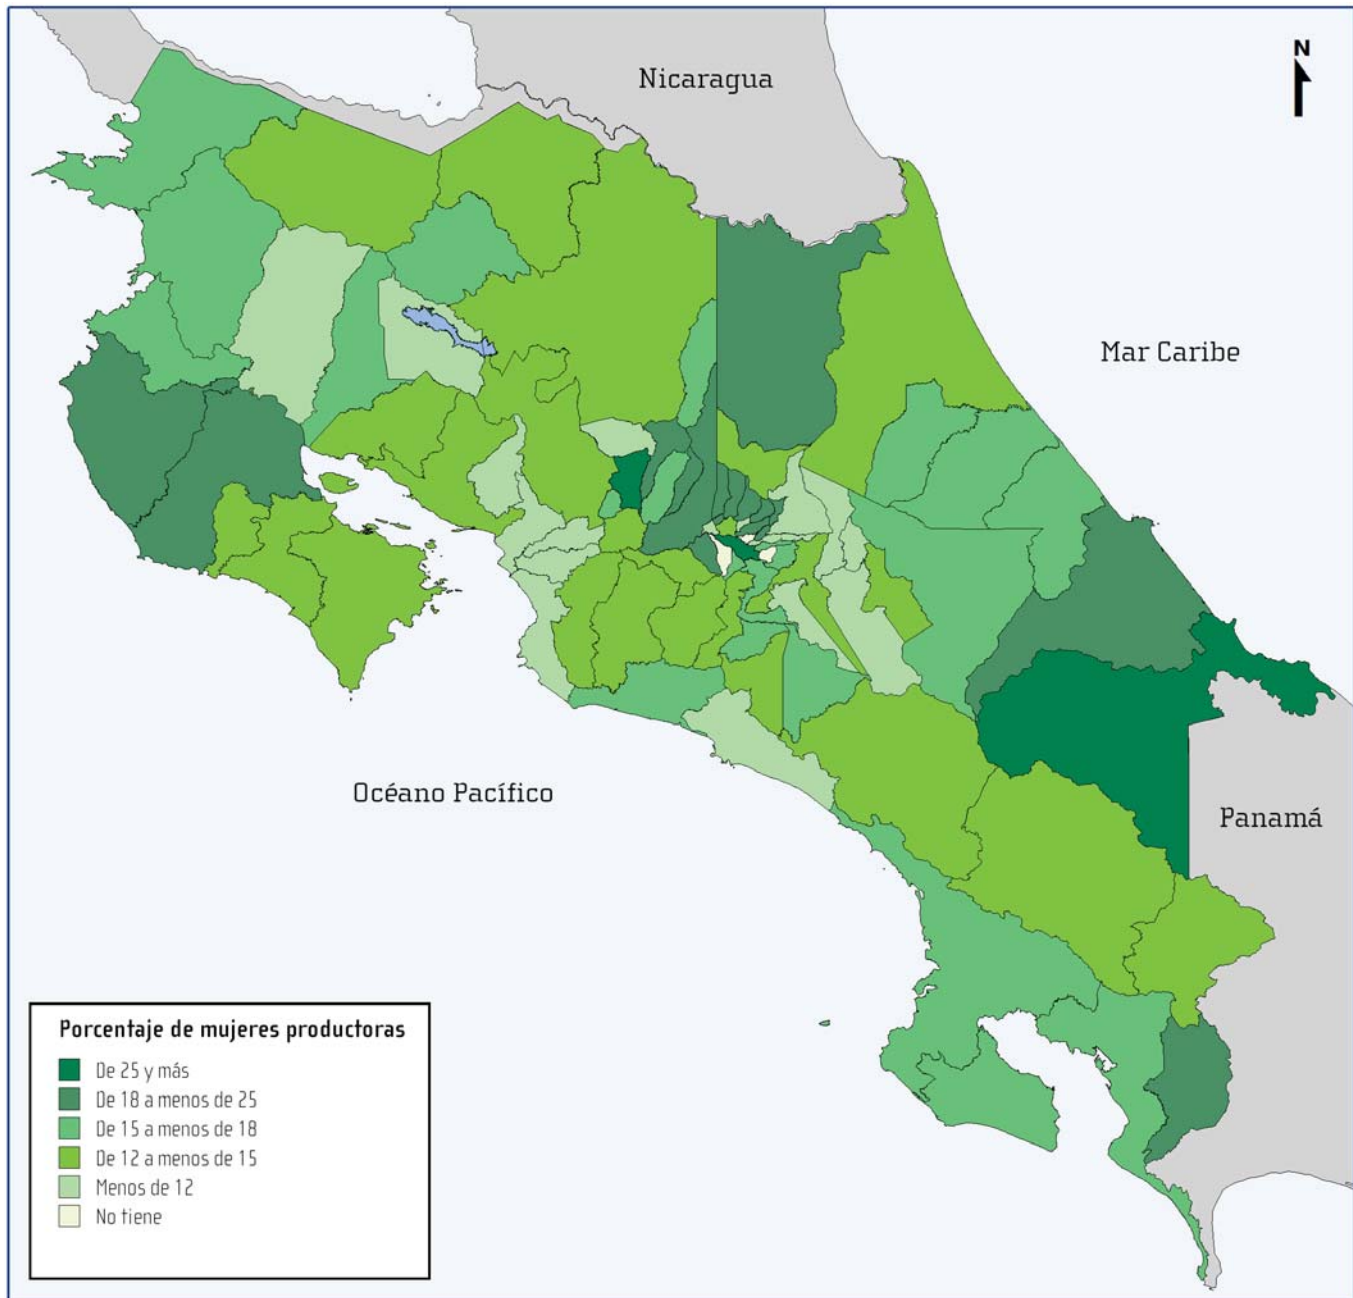 N
Nicaragua
Mar Caribe
Océano Pacífico
Panamá
Porcentaje de mujeres productoras
De 25 y más
De 18 a menos de 25
De 15 a menos de 18
De 12 a menos de 15
Menos de 12
No tiene